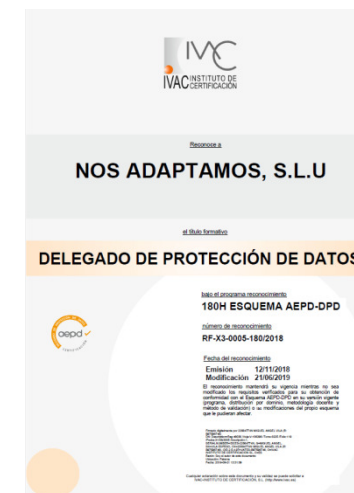 IVAC
IVAC INSTITUTO DE
CERTIFICACIÓN
Reconoce a
NOS ADAPTAMOS, S.L.U
el título formativo
DELEGADO DE PROTECCIÓN DE DATOS
aepd
bajo el programa reconocimiento
180H ESQUEMA AEPD-DPD
número de reconocimiento
RF-X3-0005-180/2018
Fecha del reconocimiento
Emisión 12/11/2018
Modificación 21/06/2019
El reconocimiento mantendrá su vigencia mientras no sea
modificado los requisitos verificados para su obtención de
conformidad con el Esquema AEPD-DPD en su versión vigente
(programa, distribución por dominio, metodología docente y
método de validación) o su modificaciones del propio esquema
que le pudieran afectar.